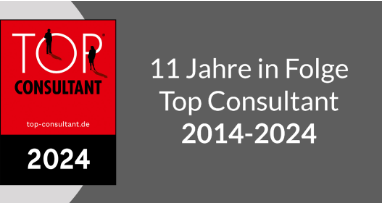 TOP
CONSULTANT
top-consultant.de
2024
11 Jahre in Folge
Top Consultant
2014-2024